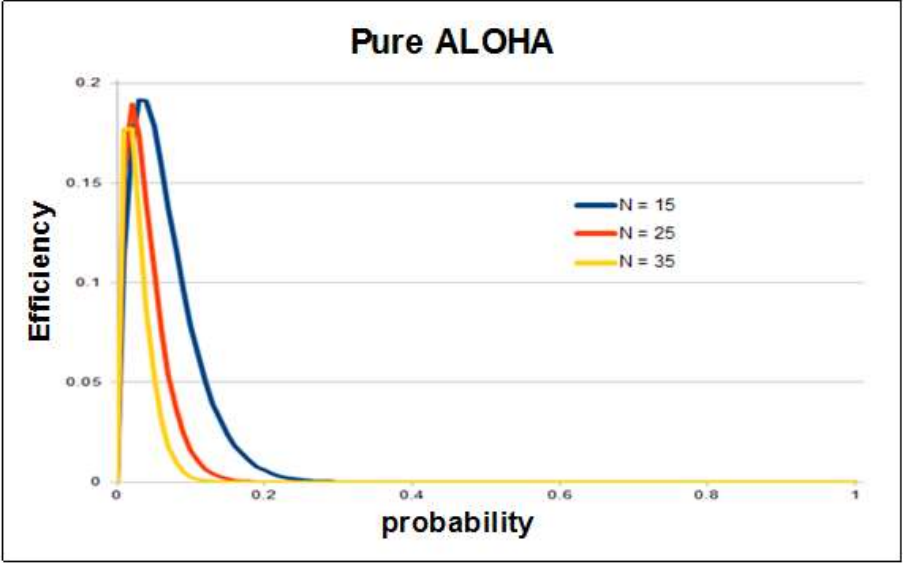 Pure ALOHA
0.2
0.15
0.1
0.05
0
Efficiency
N = 15
N = 25
N = 35
0 0.2 0.4 0.6 0.8 1
probability